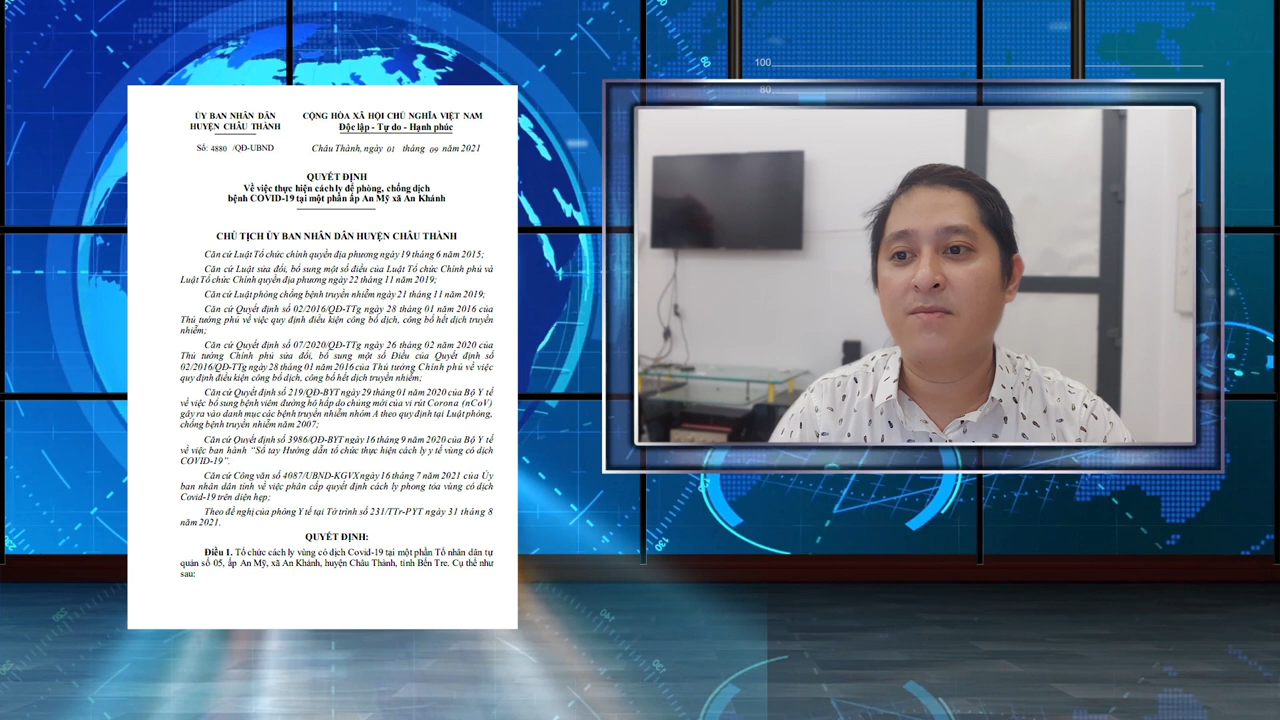 ỦY BAN NHÂN DÂN
HUYỆN CHÂU THÀNH
Số: 4880 /QĐ-UBND
CỘNG HÒA XÃ HỘI CHỦ NGHĨA VIỆT NAM
Độc lập - Tự do - Hạnh phúc
Châu Thành, ngày 01 tháng 09 năm 2021
QUYẾT ĐỊNH
Về việc thực hiện cách ly để phòng, chống dịch
bệnh COVID-19 tại một phần ấp An Mỹ xã An Khánh
CHỦ TỊCH ỦY BAN NHÂN DÂN HUYỆN CHÂU THÀNH
Căn cứ Luật Tổ chức chính quyền địa phương ngày 19 tháng 6 năm 2015;
Căn cứ Luật sửa đổi, bổ sung một số điều của Luật Tổ chức Chính phủ và
Luật Tổ chức Chính quyền địa phương ngày 22 tháng 11 năm 2019;
Căn cứ Luật phòng chống bệnh truyền nhiễm ngày 21 tháng 11 năm 2019;
Căn cứ Quyết định số 02/2016/QĐ-TTg ngày 28 tháng 01 năm 2016 của
Thủ tướng phủ về việc quy định điều kiện công bố dịch, công bố hết dịch truyền
nhiễm;
Căn cứ Quyết định số 07/2020/QĐ-TTg ngày 26 tháng 02 năm 2020 của
Thủ tướng Chính phủ sửa đổi, bổ sung một số Điều của Quyết định số
02/2016/QĐ-TTg ngày 28 tháng 01 năm 2016 của Thủ tướng Chính phủ về việc
quy định điều kiện công bố dịch, công bố hết dịch truyền nhiễm;
Căn cứ Quyết định số 219/QĐ-BYT ngày 29 tháng 01 năm 2020 của Bộ Y tế
về việc bổ sung bệnh viêm đường hô hấp do chủng mới của vi rút Corona (nCoV)
gây ra vào danh mục các bệnh truyền nhiễm nhóm A theo quy định tại Luật phòng,
chống bệnh truyền nhiễm năm 2007;
Căn cứ Quyết định số 3986/QĐ-BYT ngày 16 tháng 9 năm 2020 của Bộ Y tế
về việc ban hành “Sổ tay Hướng dẫn tổ chức thực hiện cách ly y tế vùng có dịch
COVID-19”.
Căn cứ Công văn số 4087/UBND-KGVX ngày 16 tháng 7 năm 2021 của Ủy
ban nhân dân tỉnh về việc phân cấp quyết định cách ly phong tỏa vùng có dịch
Covid-19 trên diện hẹp;
Theo đề nghị của phòng Y tế tại Tờ trình số 231/TTr-PYT ngày 31 tháng 8
năm 2021.
QUYẾT ĐỊNH:
Điều 1. Tổ chức cách ly vùng có dịch Covid-19 tại một phần Tổ nhân dân tự
quản số 05, ấp An Mỹ, xã An Khánh, huyện Châu Thành, tỉnh Bến Tre. Cụ thể như
sau:
100
80
60